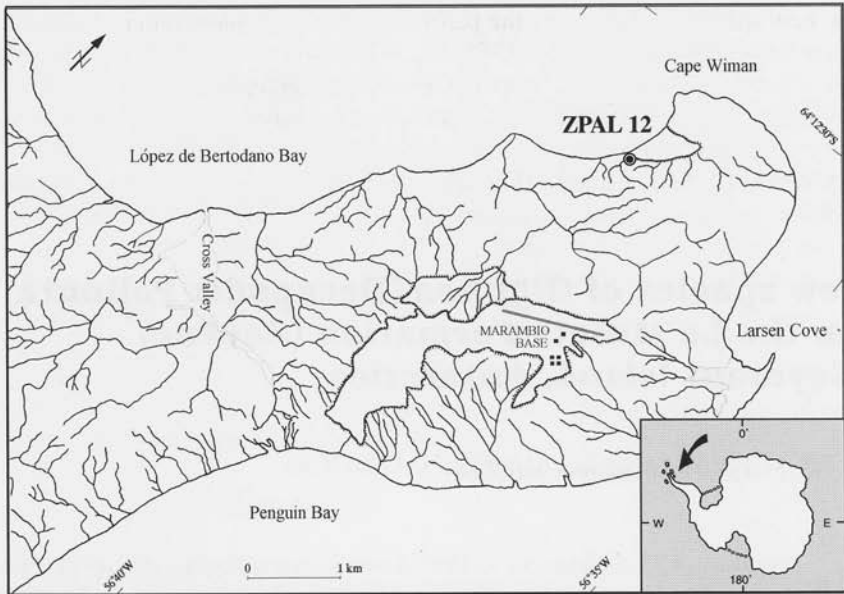 N
Cape Wiman
ZPAL 12
64°12'30"S
López de Bertodano Bay
Cross Valley
MARAMBIO
BASE
Larsen Cove
0°
W
E
180°
Penguin Bay
0
1 km
56°40'W
56°35'W